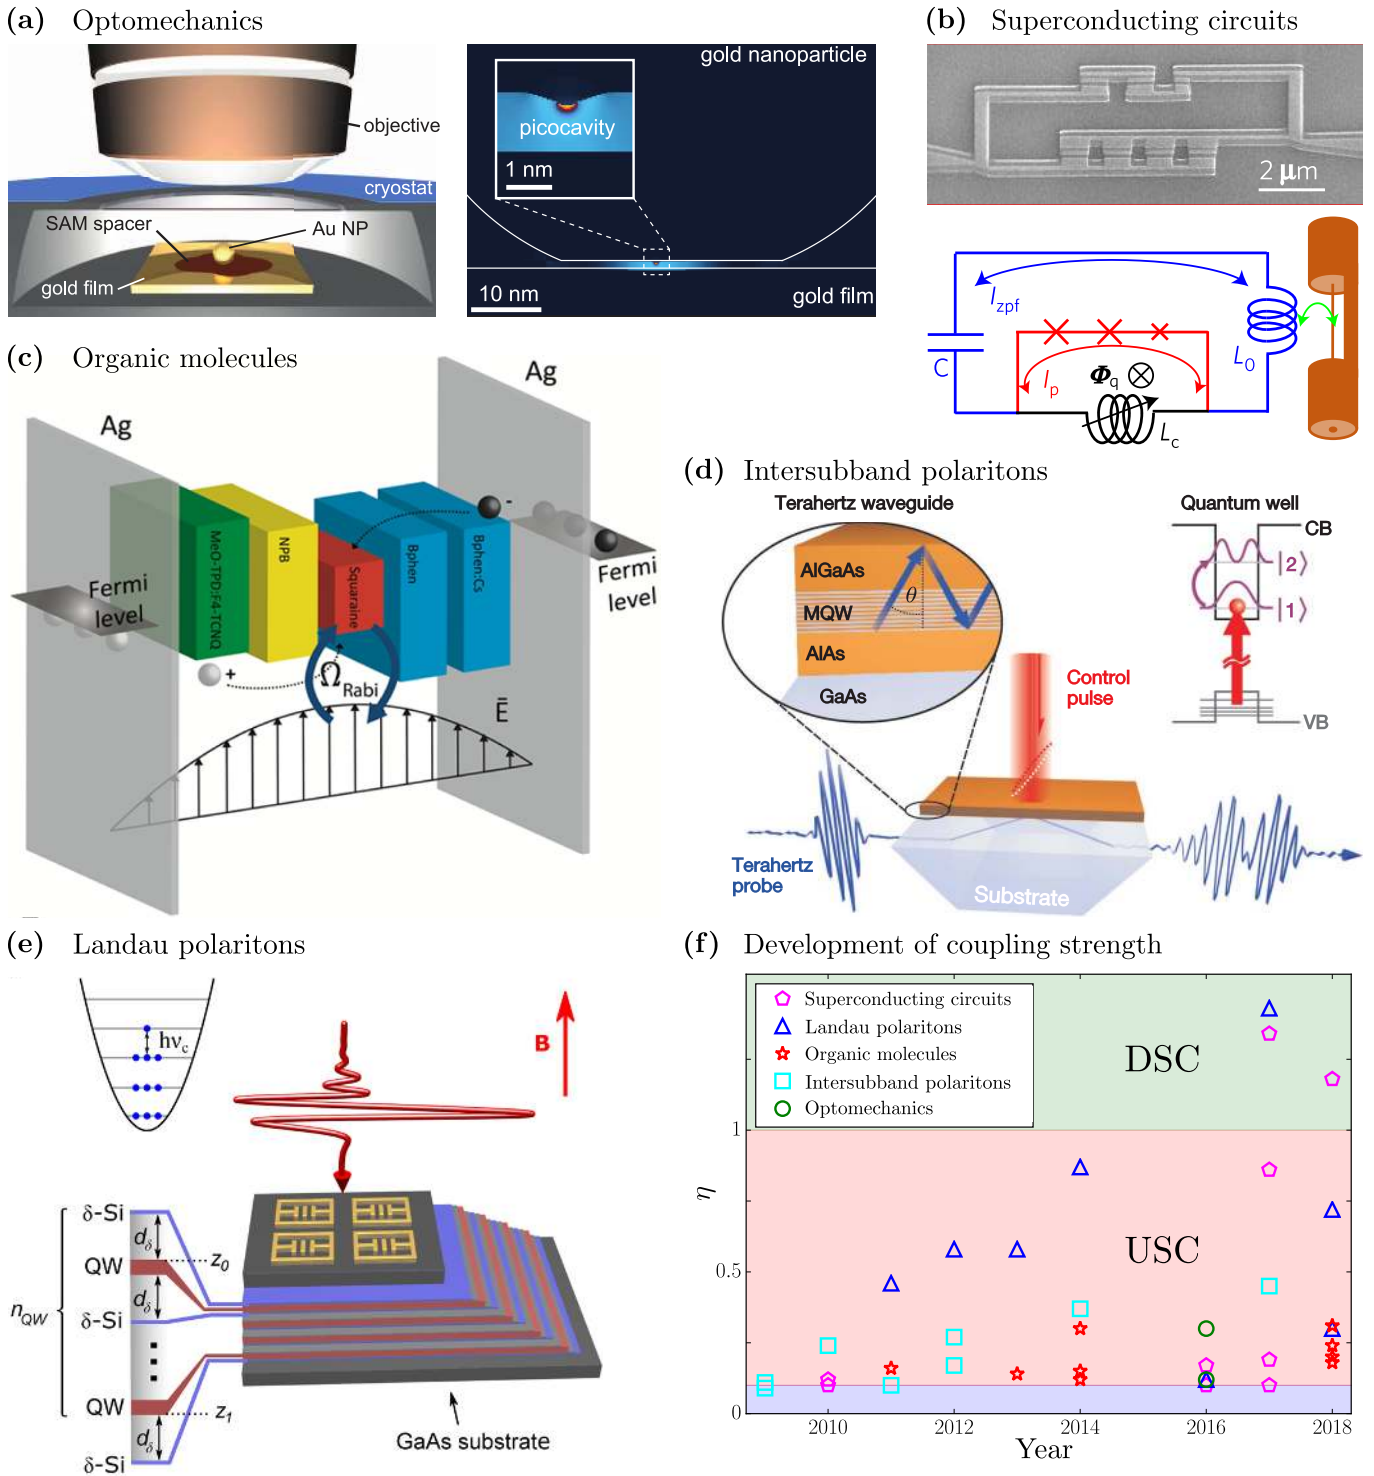 (a) Optomechanics
objective
cryostat
SAM spacer
Au NP
gold film
gold nanoparticle
picocavity
1 nm
10 nm
gold film
(b) Superconducting circuits
2 μm
I_zpf
C
I_p
Φ_q
L_0
L_c
(c) Organic molecules
Ag
Ag
MeO-TPD:F4-TCNQ
NPB
Squaraine
Bphen
Bphen:Cs
-
Fermi
level
Fermi
level
+
Ω_Rabi
Ē
(d) Intersubband polaritons
Terahertz waveguide
AlGaAs
MQW
AlAs
GaAs
θ
Quantum well
CB
|2⟩
|1⟩
VB
Control
pulse
Terahertz
probe
Substrate
(e) Landau polaritons
hν_c
B
δ-Si
d_δ
z_0
QW
d_δ
n_QW
δ-Si
QW
z_1
d_δ
δ-Si
GaAs substrate
(f) Development of coupling strength
Superconducting circuits
Landau polaritons
Organic molecules
Intersubband polaritons
Optomechanics
DSC
USC
1
0.5
0
η
2010 2012 2014 2016 2018
Year